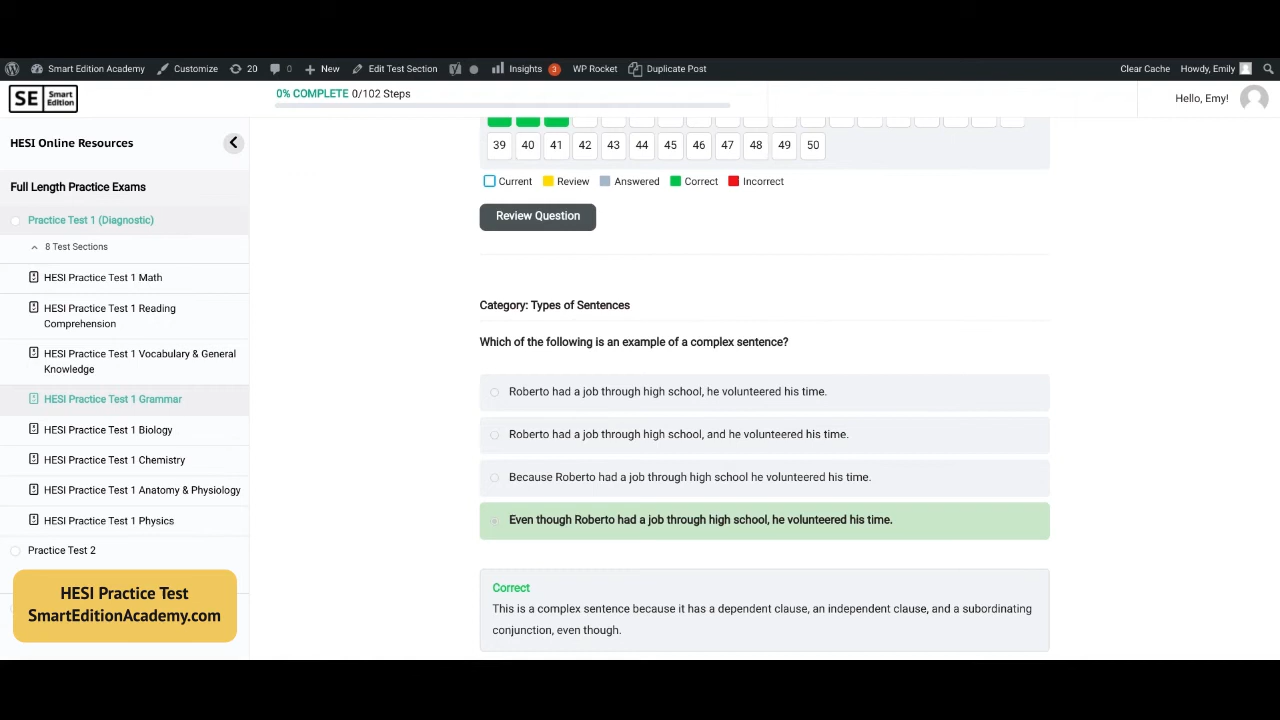 Smart Edition Academy Customize 20 0 New Edit Test Section Insights 3 WP Rocket Duplicate Post Clear Cache Howdy, Emily
SE Smart Edition
0% COMPLETE 0/102 Steps
Hello, Emy!
HESI Online Resources
Full Length Practice Exams
Practice Test 1 (Diagnostic)
8 Test Sections
HESI Practice Test 1 Math
HESI Practice Test 1 Reading
Comprehension
HESI Practice Test 1 Vocabulary & General
Knowledge
HESI Practice Test 1 Grammar
HESI Practice Test 1 Biology
HESI Practice Test 1 Chemistry
HESI Practice Test 1 Anatomy & Physiology
HESI Practice Test 1 Physics
Practice Test 2
HESI Practice Test
SmartEditionAcademy.com
39 40 41 42 43 44 45 46 47 48 49 50
Current Review Answered Correct Incorrect
Review Question
Category: Types of Sentences
Which of the following is an example of a complex sentence?
Roberto had a job through high school, he volunteered his time.
Roberto had a job through high school, and he volunteered his time.
Because Roberto had a job through high school he volunteered his time.
Even though Roberto had a job through high school, he volunteered his time.
Correct
This is a complex sentence because it has a dependent clause, an independent clause, and a subordinating
conjunction, even though.